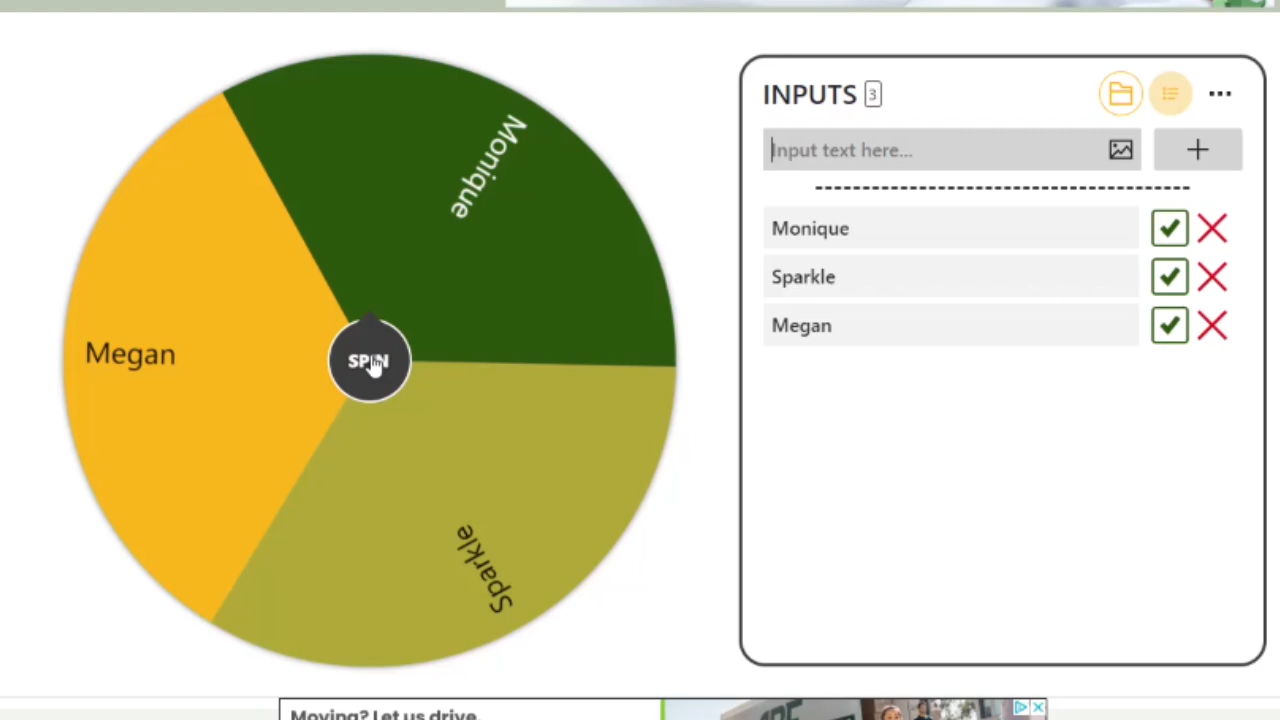 Monique
Megan
SPIN
Sparkle
INPUTS 3
Input text here...
Monique
Sparkle
Megan
Moving? Let us drive.